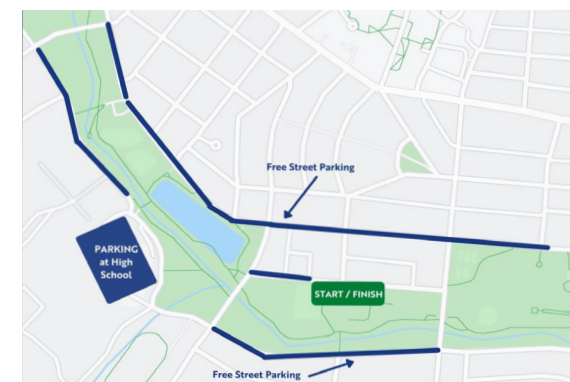 Free Street Parking
PARKING
at High
School
START / FINISH
Free Street Parking